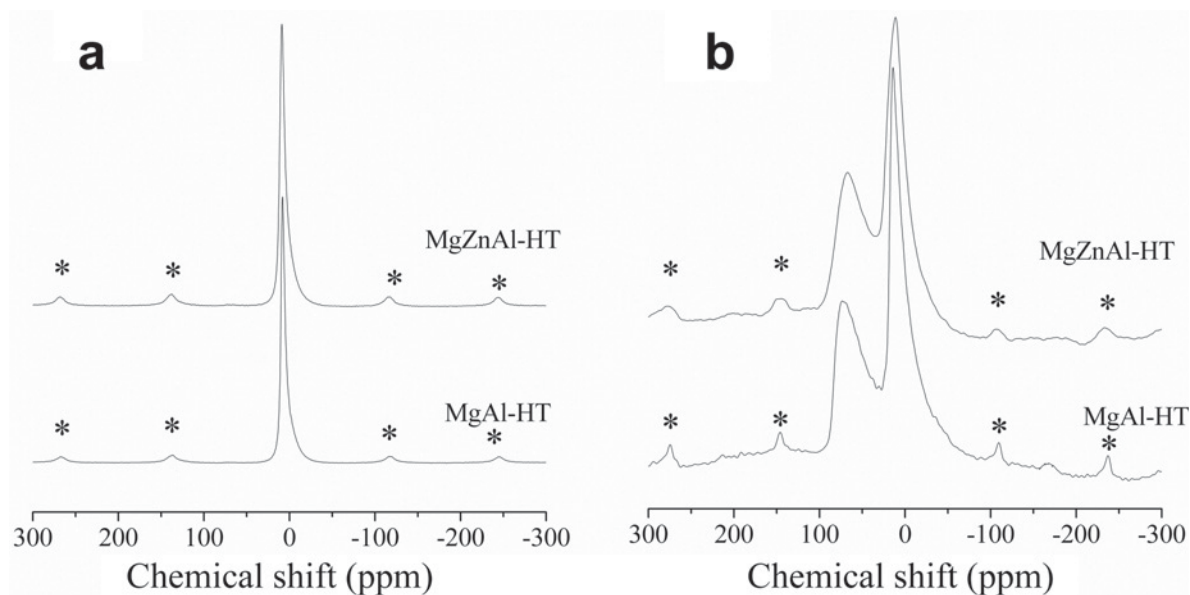 a
MgZnAl-HT
* * * *
MgAl-HT
* * * *
300 200 100 0 -100 -200 -300
Chemical shift (ppm)
b
MgZnAl-HT
* * * *
MgAl-HT
* * * *
300 200 100 0 -100 -200 -300
Chemical shift (ppm)